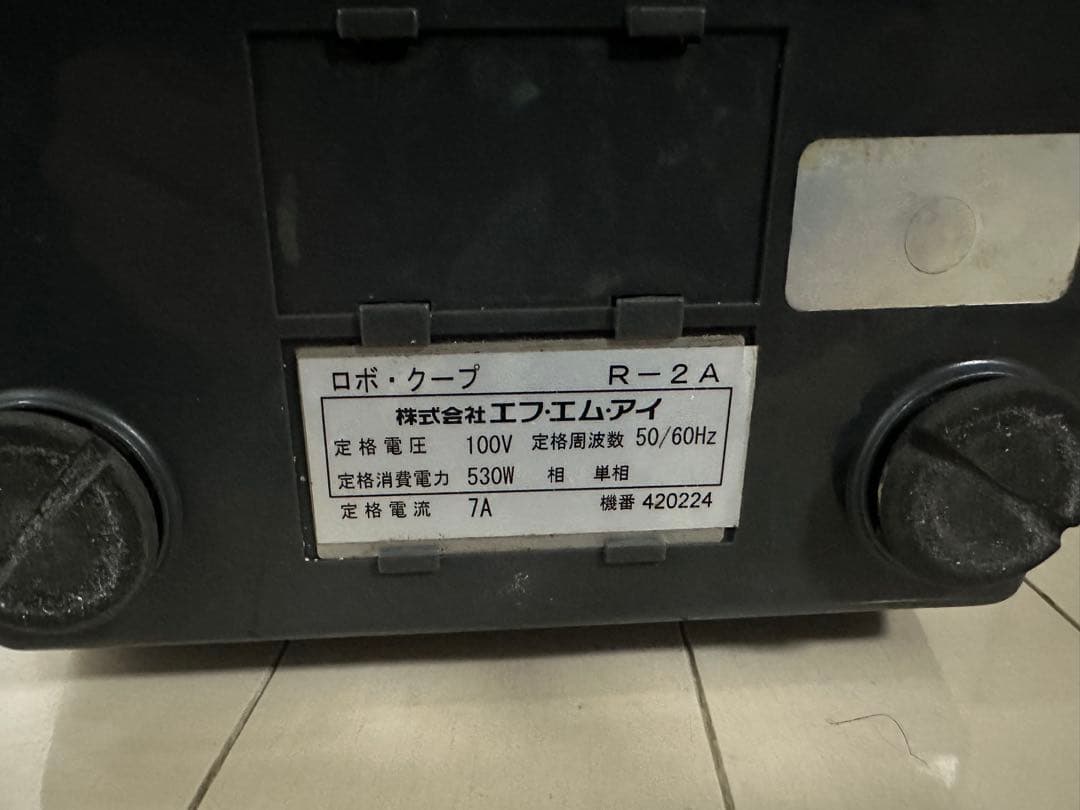 ロボ・クープ R-2A
株式会社エフ・エム・アイ
定格電圧 100V 定格周波数 50/60Hz
定格消費電力 530W 相 単相
定格電流 7A 機番 420224